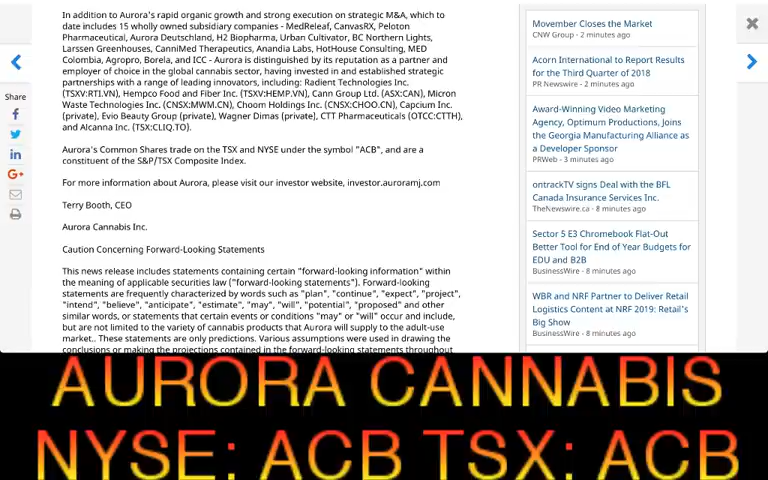 In addition to Aurora's rapid organic growth and strong execution on strategic M&A, which to
date includes 15 wholly owned subsidiary companies - MedReleaf, CanvasRX, Peloton
Pharmaceutical, Aurora Deutschland, H2 Biopharma, Urban Cultivator, BC Northern Lights,
Larssen Greenhouses, CanniMed Therapeutics, Anandia Labs, HotHouse Consulting, MED
Colombia, Agropro, Borela, and ICC - Aurora is distinguished by its reputation as a partner and
employer of choice in the global cannabis sector, having invested in and established strategic
partnerships with a range of leading innovators, including: Radient Technologies Inc.
(TSXV:RTI.VN), Hempco Food and Fiber Inc. (TSXV:HEMP.VN), Cann Group Ltd. (ASX:CAN), Micron
Waste Technologies Inc. (CNSX:MWM.CN), Choom Holdings Inc. (CNSX:CHOO.CN), Capcium Inc.
(private), Evio Beauty Group (private), Wagner Dimas (private), CTT Pharmaceuticals (OTCC:CTTH),
and Alcanna Inc. (TSX:CLIQ.TO).
Aurora's Common Shares trade on the TSX and NYSE under the symbol "ACB", and are a
constituent of the S&P/TSX Composite Index.
For more information about Aurora, please visit our investor website, investor.auroramj.com
Terry Booth, CEO
Aurora Cannabis Inc.
Caution Concerning Forward-Looking Statements
This news release includes statements containing certain "forward-looking information" within
the meaning of applicable securities law ("forward-looking statements"). Forward-looking
statements are frequently characterized by words such as "plan", "continue", "expect", "project",
"intend", "believe", "anticipate", "estimate", "may", "will", "potential", "proposed" and other
similar words, or statements that certain events or conditions "may" or "will" occur and include,
but are not limited to the variety of cannabis products that Aurora will supply to the adult-use
market.. These statements are only predictions. Various assumptions were used in drawing the
conclusions or making the projections contained in the forward-looking statements throughout
Share
f
in
G+
Movember Closes the Market
CNW Group - 2 minutes ago
Acorn International to Report Results
for the Third Quarter of 2018
PR Newswire - 2 minutes ago
Award-Winning Video Marketing
Agency, Optimum Productions, Joins
the Georgia Manufacturing Alliance as
a Developer Sponsor
PRWeb - 3 minutes ago
ontrackTV signs Deal with the BFL
Canada Insurance Services Inc.
TheNewswire.ca - 8 minutes ago
Sector 5 E3 Chromebook Flat-Out
Better Tool for End of Year Budgets for
EDU and B2B
BusinessWire - 8 minutes ago
WBR and NRF Partner to Deliver Retail
Logistics Content at NRF 2019: Retail's
Big Show
BusinessWire - 8 minutes ago
AURORA CANNABIS
NYSE: ACB TSX: ACB